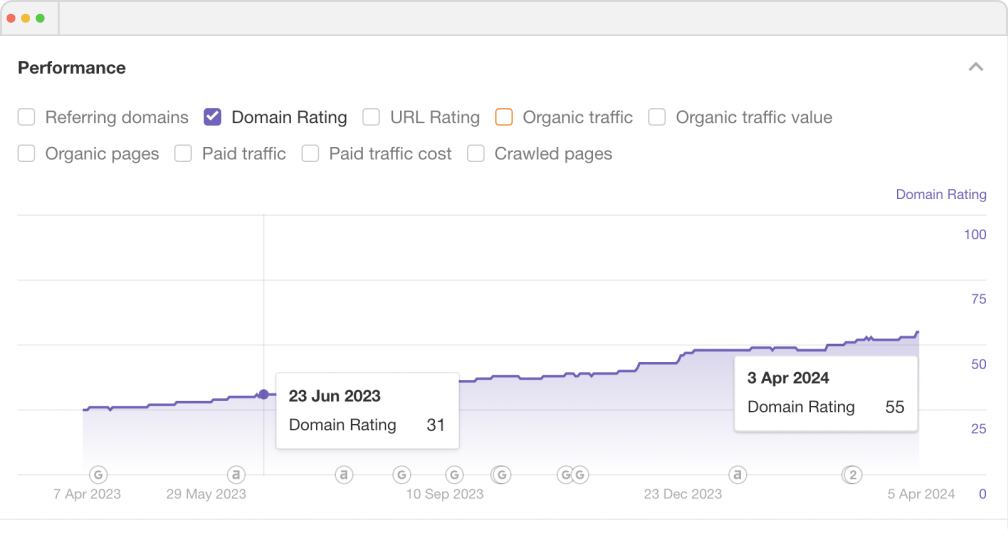 Performance
Referring domains Domain Rating URL Rating Organic traffic Organic traffic value
Organic pages Paid traffic Paid traffic cost Crawled pages
Domain Rating
100
75
50
3 Apr 2024
Domain Rating 55
23 Jun 2023
Domain Rating 31
25
G a a G G G G G a 2
7 Apr 2023 29 May 2023 10 Sep 2023 23 Dec 2023 5 Apr 2024 0